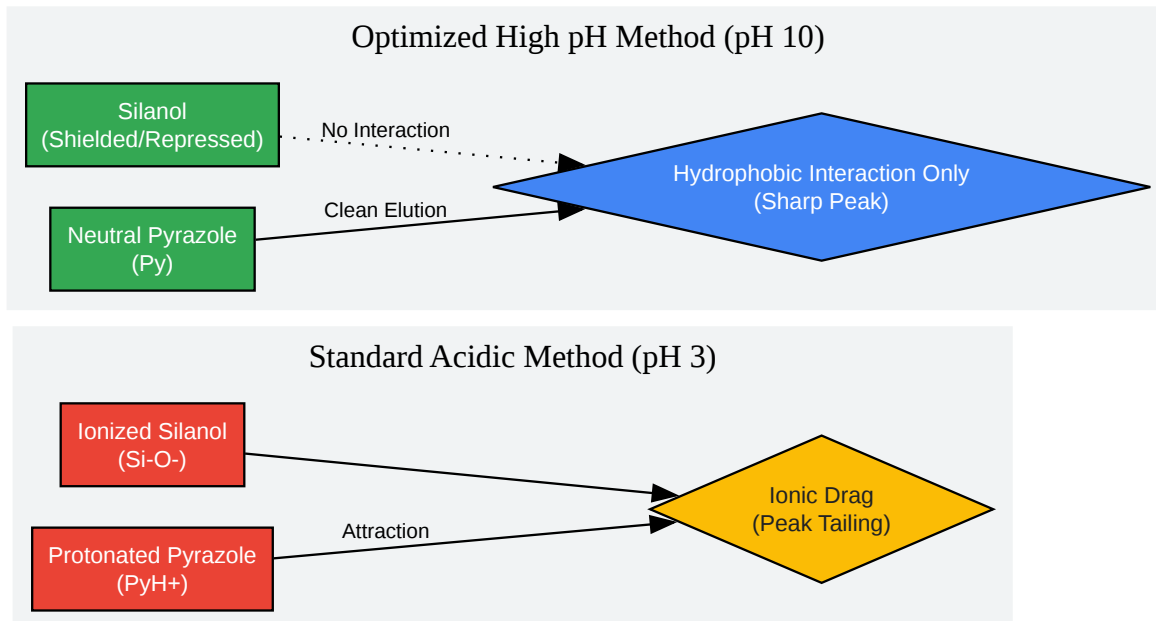 Optimized High pH Method (pH 10)
Silanol
(Shielded/Repressed)
No Interaction
Hydrophobic Interaction Only
(Sharp Peak)
Clean Elution
Neutral Pyrazole
(Py)
Standard Acidic Method (pH 3)
Ionized Silanol
(Si-O-)
Ionic Drag
(Peak Tailing)
Attraction
Protonated Pyrazole
(PyH+)